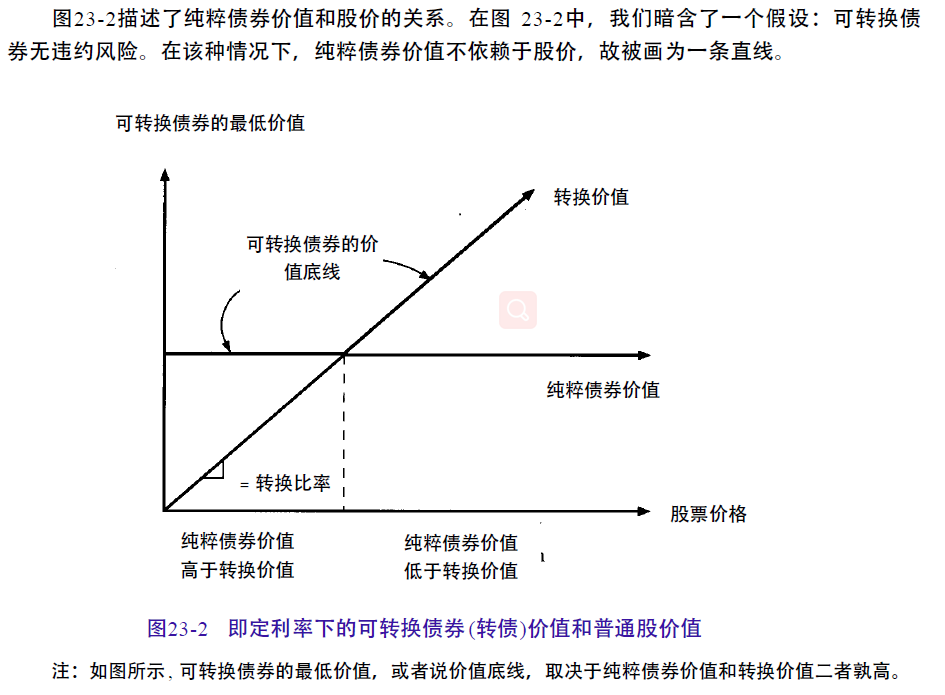 图23-2描述了纯粹债券价值和股价的关系。在图 23-2中，我们暗含了一个假设：可转换债
券无违约风险。在该种情况下，纯粹债券价值不依赖于股价，故被画为一条直线。
可转换债券的最低价值
转换价值
可转换债券的价
值底线
纯粹债券价值
= 转换比率
股票价格
纯粹债券价值
高于转换价值
纯粹债券价值
低于转换价值
图23-2 即定利率下的可转换债券(转债)价值和普通股价值
注：如图所示, 可转换债券的最低价值，或者说价值底线，取决于纯粹债券价值和转换价值二者孰高。